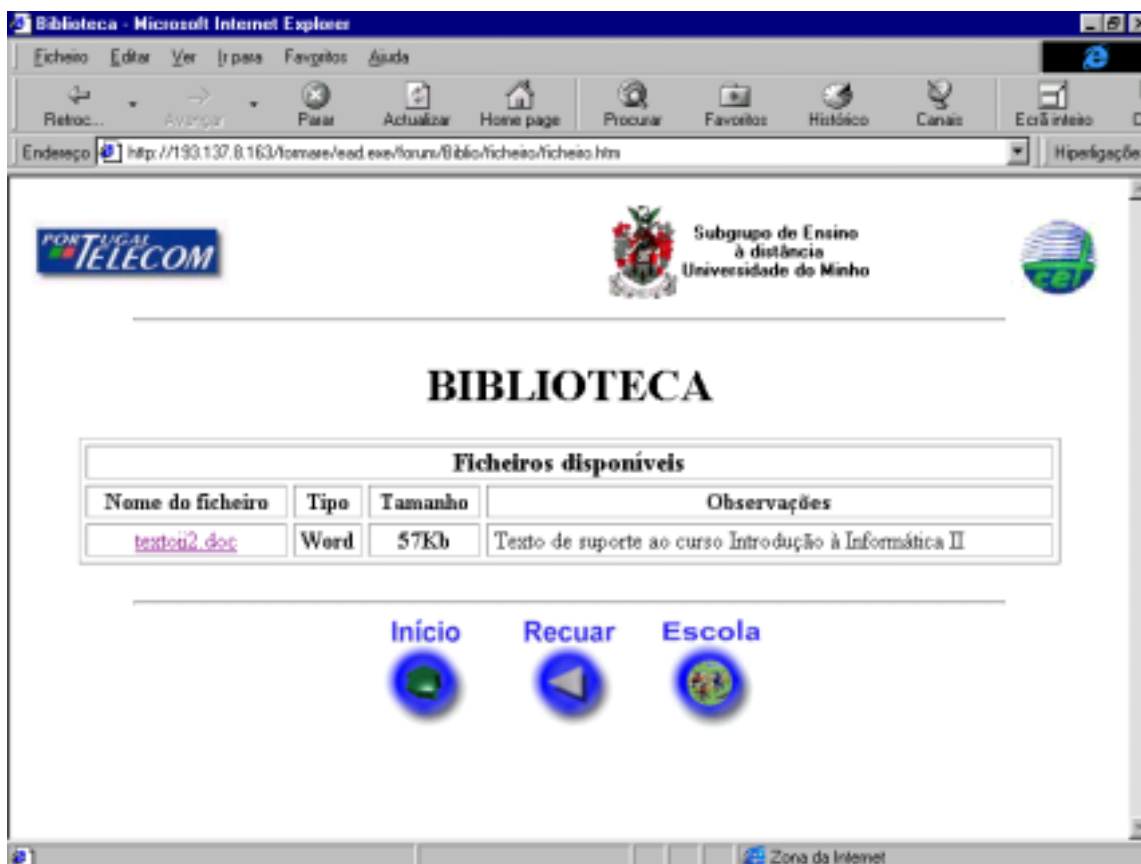 Biblioteca - Microsoft Internet Explorer
Ficheiro Editar Ver Ir para Favoritos Ajuda
Retroc... Avançar Parar Actualizar Home page Procurar Favoritos Histórico Canais Ecrã inteiro
Endereço http://193.137.8.163/formare/ead.exe/forum/Biblio/ficheiro/ficheiro.htm Hiperligaçõe
PORTUGAL
TELECOM
Subgrupo de Ensino
à distância
Universidade do Minho
cet
BIBLIOTECA
Ficheiros disponíveis
Nome do ficheiro Tipo Tamanho Observações
textoii2.doc Word 57Kb Texto de suporte ao curso Introdução à Informática II
Início Recuar Escola
Zona da Internet